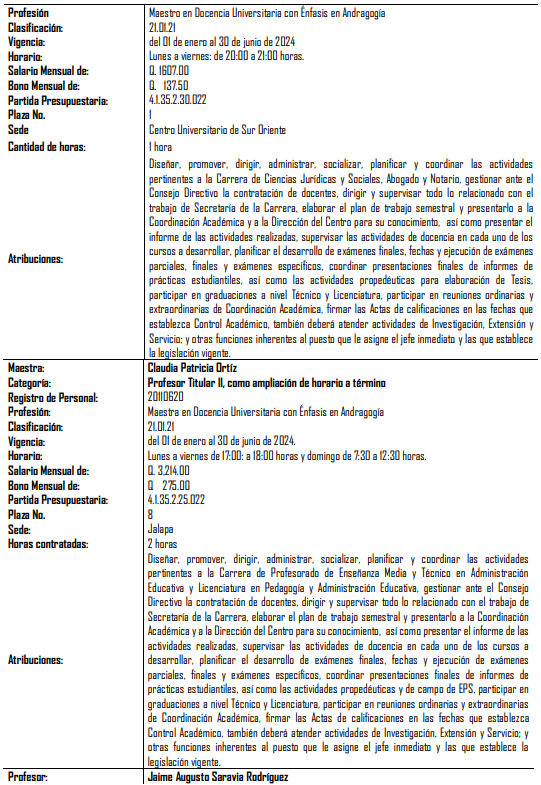 Profesión Maestro en Docencia Universitaria con Énfasis en Andragogía
Clasificación: 21.01.21
Vigencia: del 01 de enero al 30 de junio de 2024
Horario: Lunes a viernes: de 20:00 a 21:00 horas.
Salario Mensual de: Q. 1607.00
Bono Mensual de: Q. 137.50
Partida Presupuestaria: 4.1.35.2.30.022
Plaza No. 1
Sede Centro Universitario de Sur Oriente
Cantidad de horas: 1 hora
Diseñar, promover, dirigir, administrar, socializar, planificar y coordinar las actividades
pertinentes a la Carrera de Ciencias Jurídicas y Sociales, Abogado y Notario, gestionar ante el
Consejo Directivo la contratación de docentes, dirigir y supervisar todo lo relacionado con el
trabajo de Secretaría de la Carrera, elaborar el plan de trabajo semestral y presentarlo a la
Coordinación Académica y a la Dirección del Centro para su conocimiento, así como presentar el
informe de las actividades realizadas, supervisar las actividades de docencia en cada uno de los
Atribuciones: cursos a desarrollar, planificar el desarrollo de exámenes finales, fechas y ejecución de exámenes
parciales, finales y exámenes específicos, coordinar presentaciones finales de informes de
prácticas estudiantiles, así como las actividades propedéuticas para elaboración de Tesis,
participar en graduaciones a nivel Técnico y Licenciatura, participar en reuniones ordinarias y
extraordinarias de Coordinación Académica, firmar las Actas de calificaciones en las fechas que
establezca Control Académico, también deberá atender actividades de Investigación, Extensión y
Servicio; y otras funciones inherentes al puesto que le asigne el jefe inmediato y las que establece
la legislación vigente.
Maestra: Claudia Patricia Ortíz
Categoría: Profesor Titular II, como ampliación de horario a término
Registro de Personal: 20110620
Profesión: Maestro en Docencia Universitaria con Énfasis en Andragogía
Clasificación: 21.01.21
Vigencia: del 01 de enero al 30 de junio de 2024.
Horario: Lunes a viernes de 17:00: a 18:00 horas y domingo de 7:30 a 12:30 horas.
Salario Mensual de: Q. 3,214.00
Bono Mensual de: Q 275.00
Partida Presupuestaria: 4.1.35.2.25.022
Plaza No. 8
Sede: Jalapa
Horas contratadas: 2 horas
Diseñar, promover, dirigir, administrar, socializar, planificar y coordinar las actividades
pertinentes a la Carrera de Profesorado de Enseñanza Media y Técnico en Administración
Educativa y Licenciatura en Pedagogía y Administración Educativa, gestionar ante el Consejo
Directivo la contratación de docentes, dirigir y supervisar todo lo relacionado con el trabajo de
Secretaría de la Carrera, elaborar el plan de trabajo semestral y presentarlo a la Coordinación
Académica y a la Dirección del Centro para su conocimiento, así como presentar el informe de las
actividades realizadas, supervisar las actividades de docencia en cada uno de los cursos a
Atribuciones: desarrollar, planificar el desarrollo de exámenes finales, fechas y ejecución de exámenes
parciales, finales y exámenes específicos, coordinar presentaciones finales de informes de
prácticas estudiantiles, así como las actividades propedéuticas y de campo de EPS, participar en
graduaciones a nivel Técnico y Licenciatura, participar en reuniones ordinarias y extraordinarias
de Coordinación Académica, firmar las Actas de calificaciones en las fechas que establezca
Control Académico, también deberá atender actividades de Investigación, Extensión y Servicio; y
otras funciones inherentes al puesto que le asigne el jefe inmediato y las que establece la
legislación vigente.
Profesor: Jaime Augusto Saravia Rodríguez